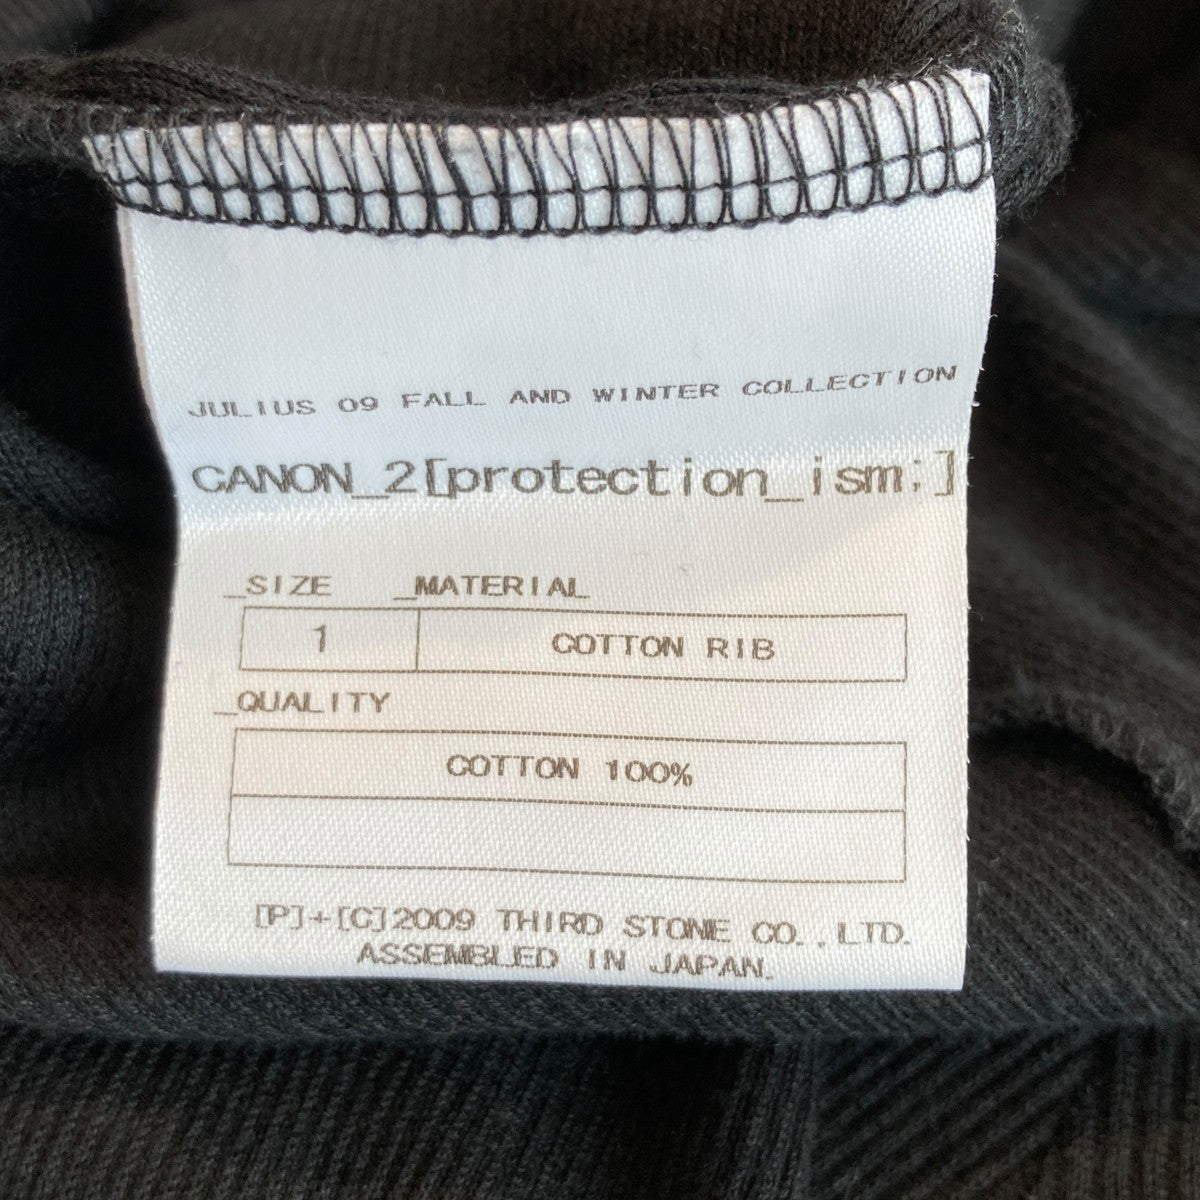 JULIUS 09 FALL AND WINTER COLLECTION
CANON_2[protection_ism;]
_SIZE _MATERIAL
1 COTTON RIB
_QUALITY
COTTON 100%
[P]+[C]2009 THIRD STONE CO.,LTD.
ASSEMBLED IN JAPAN.